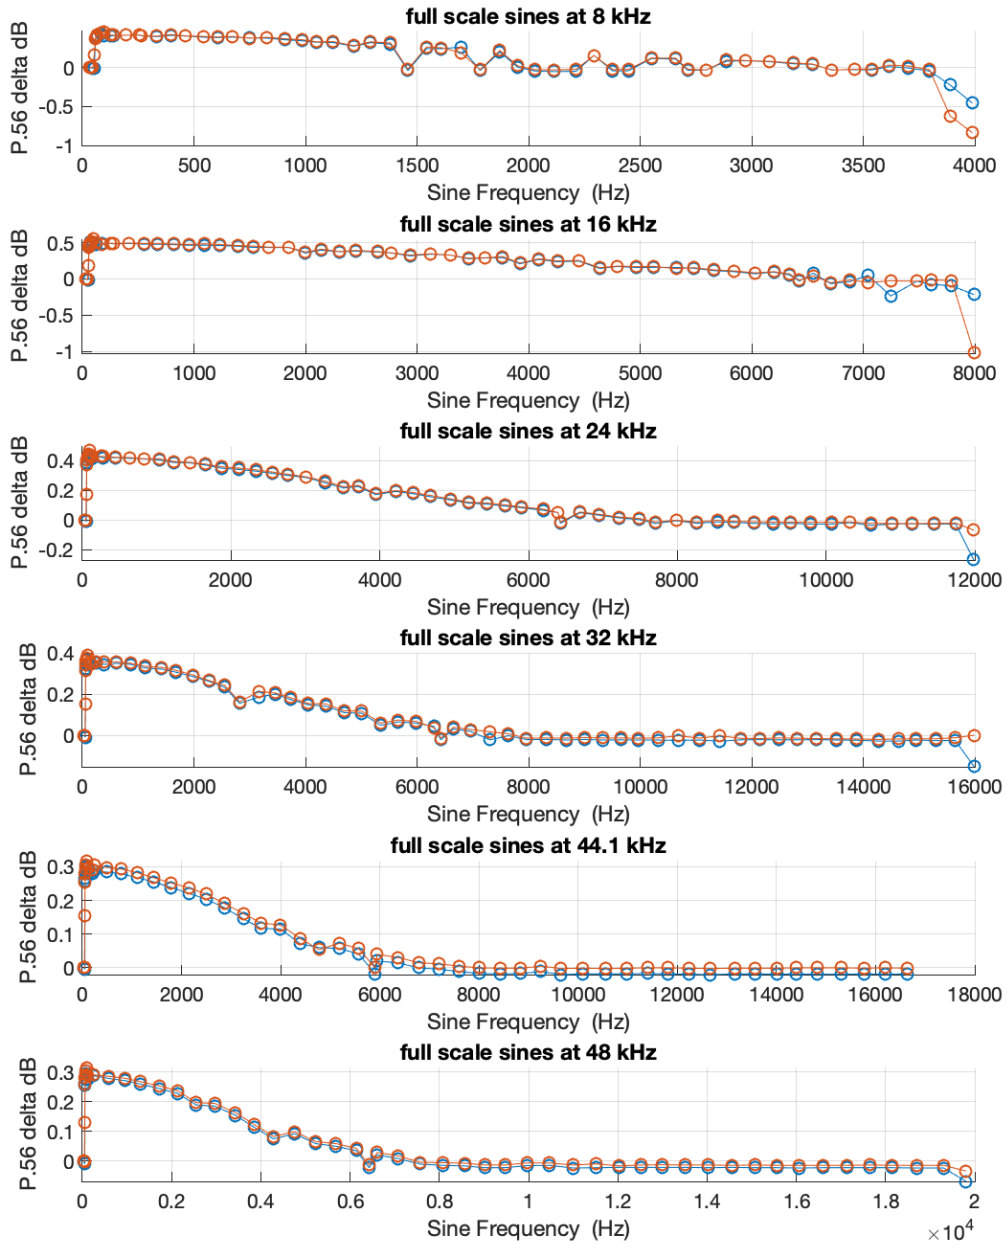 full scale sines at 8 kHz
P.56 delta dB
0
-0.5
-1
0 500 1000 1500 2000 2500 3000 3500 4000
Sine Frequency (Hz)
full scale sines at 16 kHz
P.56 delta dB
0.5
0
-0.5
-1
0 1000 2000 3000 4000 5000 6000 7000 8000
Sine Frequency (Hz)
full scale sines at 24 kHz
P.56 delta dB
0.4
0.2
0
-0.2
0 2000 4000 6000 8000 10000 12000
Sine Frequency (Hz)
full scale sines at 32 kHz
P.56 delta dB
0.4
0.2
0
0 2000 4000 6000 8000 10000 12000 14000 16000
Sine Frequency (Hz)
full scale sines at 44.1 kHz
P.56 delta dB
0.3
0.2
0.1
0
0 2000 4000 6000 8000 10000 12000 14000 16000 18000
Sine Frequency (Hz)
full scale sines at 48 kHz
P.56 delta dB
0.3
0.2
0.1
0
0 0.2 0.4 0.6 0.8 1 1.2 1.4 1.6 1.8 2
Sine Frequency (Hz)
×10⁴